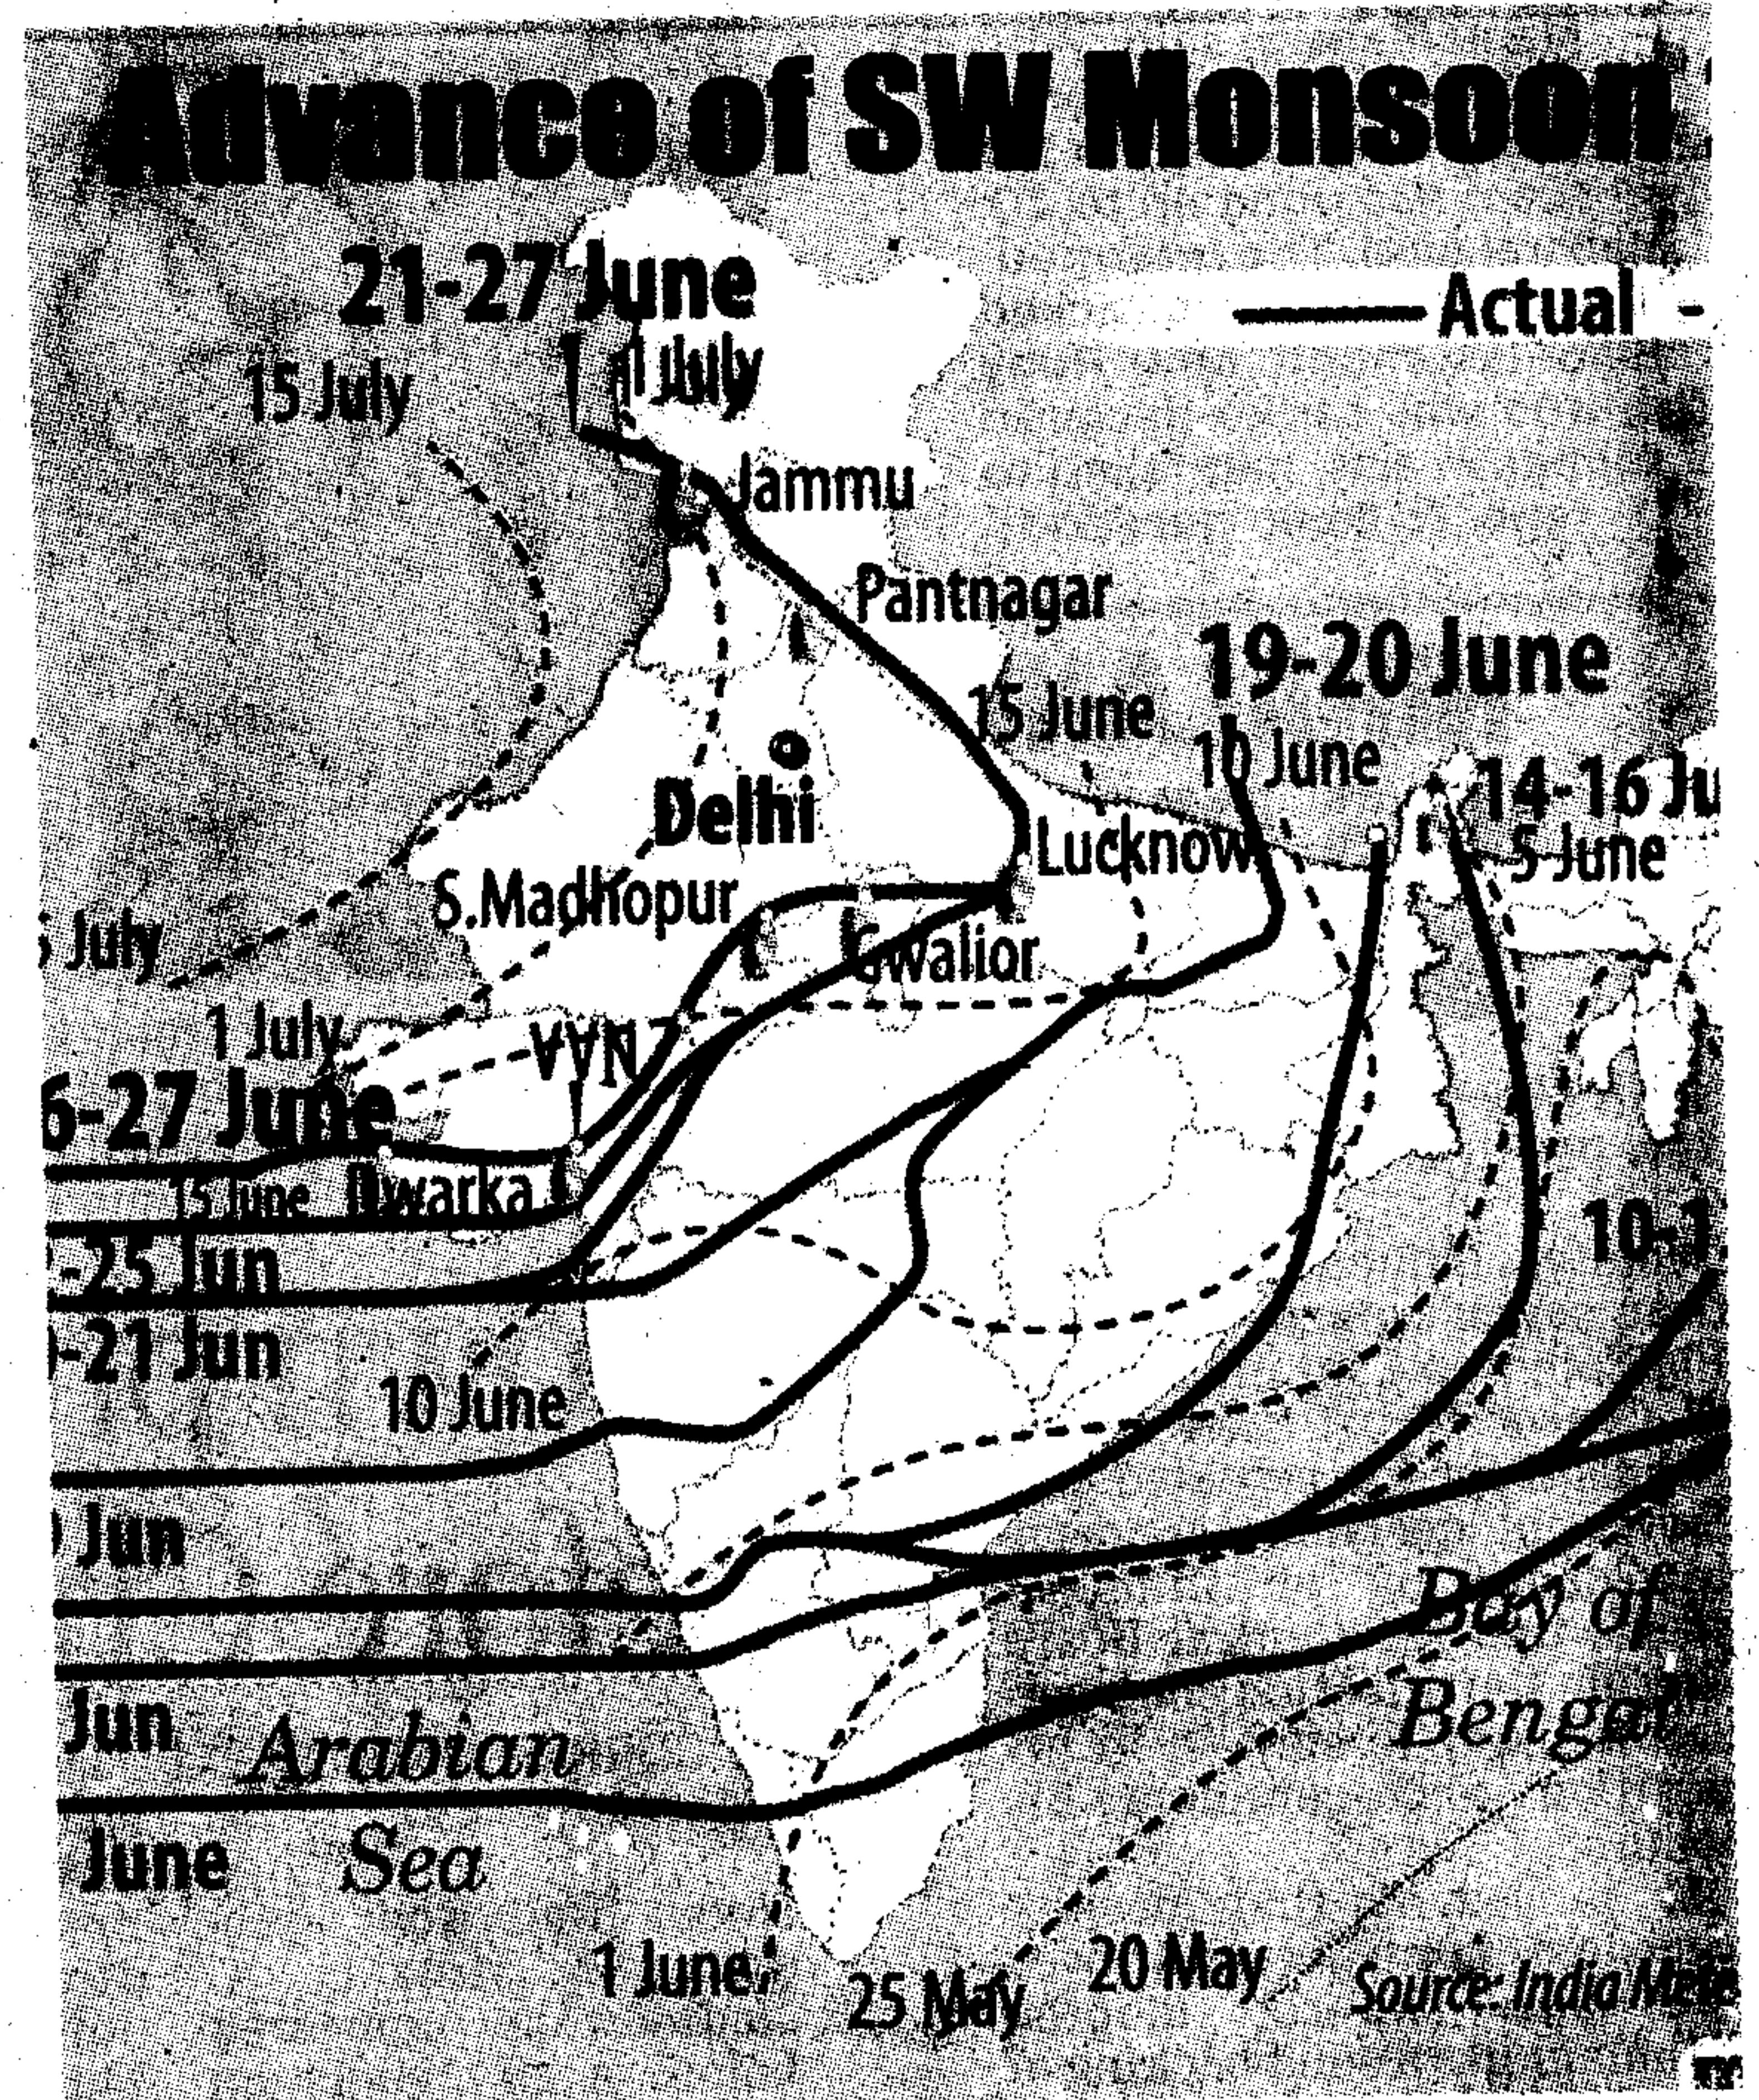 Advance of SW Monsoon
21-27 June
Actual -
1 July
15 July
Jammu
Pantnagar
19-20 June
15 June
10 June
14-16 Ju
5 June
Delhi
Lucknow
S.Madhopur
Gwalior
July
1 July
6-27 June
15 June Dwarka
10-1
-25 Jun
-21 Jun
10 June
Jun
Bay of
Bengal
Jun
Arabian
Sea
June
1 June
25 May
20 May
Source: India Mete